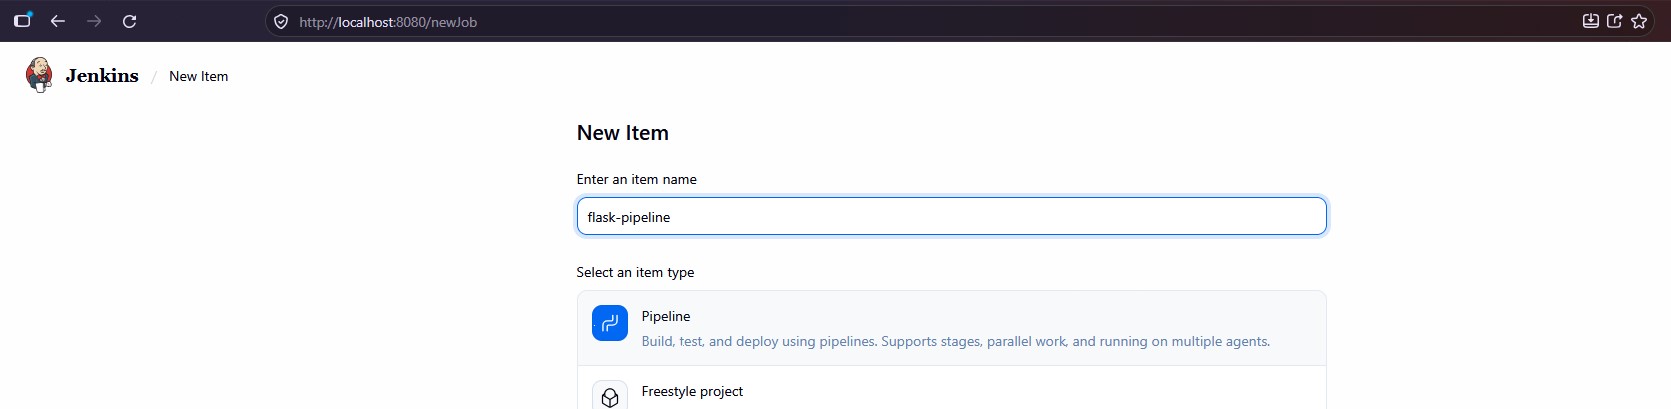 http://localhost:8080/newJob
Jenkins / New Item
New Item
Enter an item name
flask-pipeline
Select an item type
Pipeline
Build, test, and deploy using pipelines. Supports stages, parallel work, and running on multiple agents.
Freestyle project